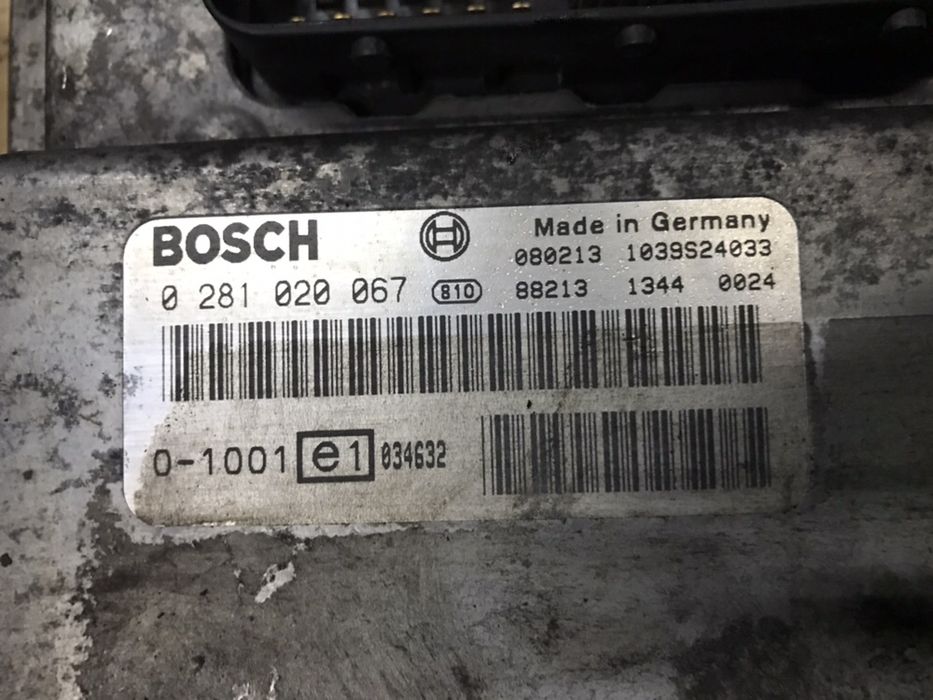 BOSCH
Made in Germany
080213 1039S24033
0 281 020 067 810 88213 1344 0024
0-1001 e1 034632